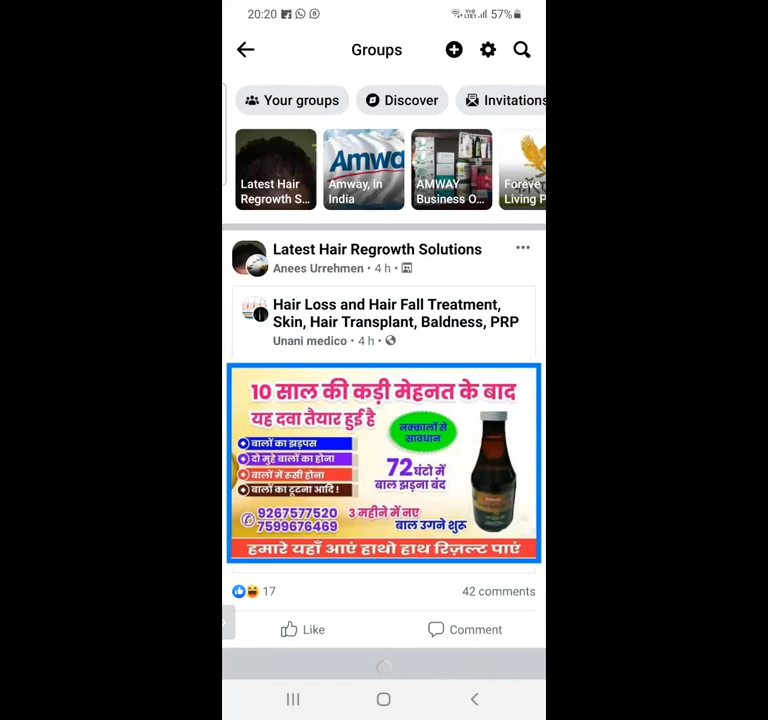 20:20
57%
Groups
Your groups
Discover
Invitations
Latest Hair
Regrowth S...
Amway, in
India
AMWAY
Business O...
Foreve
Living P
Latest Hair Regrowth Solutions
Anees Urrehmen • 4 h •
Hair Loss and Hair Fall Treatment,
Skin, Hair Transplant, Baldness, PRP
Unani medico • 4 h •
10 साल की कड़ी मेहनत के बाद
यह दवा तैयार हुई है
नक्कालों से
सावधान
बालों का झड़पस
दो मुहे बालों का होना
बालों में रूसी होना
बालों का टूटना आदि !
72 घंटो में
बाल झड़ना बंद
9267577520
7599676469
3 महीने में नए
बाल उगने शुरू
हमारे यहाँ आएं हाथो हाथ रिज़ल्ट पाएं
17
42 comments
Like
Comment